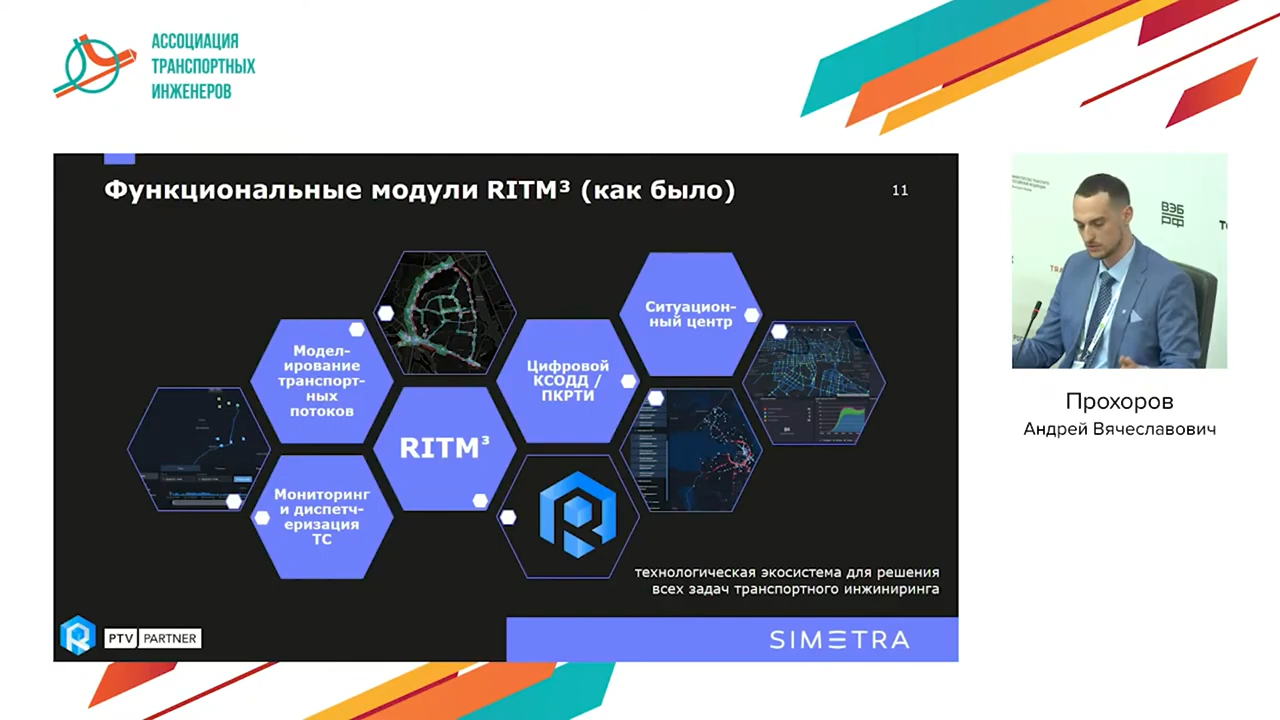 АССОЦИАЦИЯ
ТРАНСПОРТНЫХ
ИНЖЕНЕРОВ
Функциональные модули RITM³ (как было)
11
Модел-
ирование
транспорт-
ных
потоков
Мониторинг
и диспетч-
еризация
ТС
RITM³
Цифровой
КСОДД /
ПКРТИ
Ситуацион-
ный центр
технологическая экосистема для решения
всех задач транспортного инжиниринга
PTV PARTNER
SIMETRA
ВЭБ
РФ
Прохоров
Андрей Вячеславович